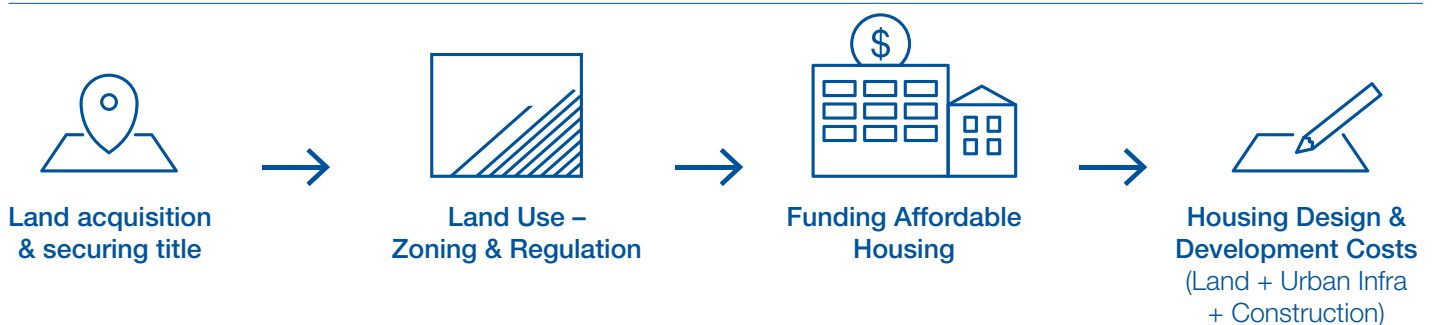 $
Land acquisition
& securing title
Land Use –
Zoning & Regulation
Funding Affordable
Housing
Housing Design &
Development Costs
(Land + Urban Infra
+ Construction)